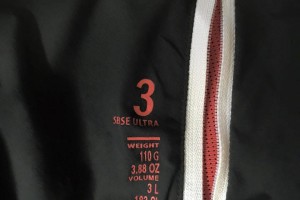 3
SBSE ULTRA
WEIGHT
110 G
3.88 OZ
VOLUME
3 L